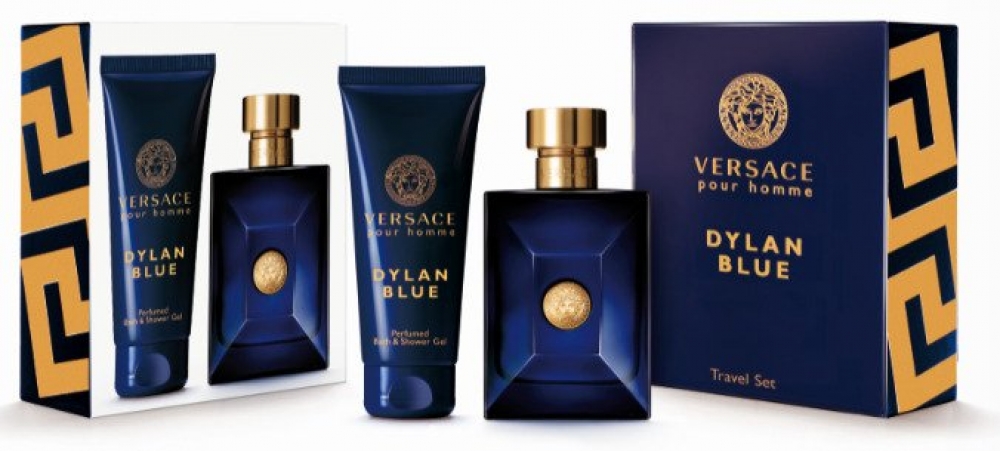 VERSACE
pour homme
DYLAN
BLUE
Perfumed
Bath & Shower Gel
VERSACE
pour homme
DYLAN
BLUE
Perfumed
Bath & Shower Gel
VERSACE
pour homme
DYLAN
BLUE
Travel Set